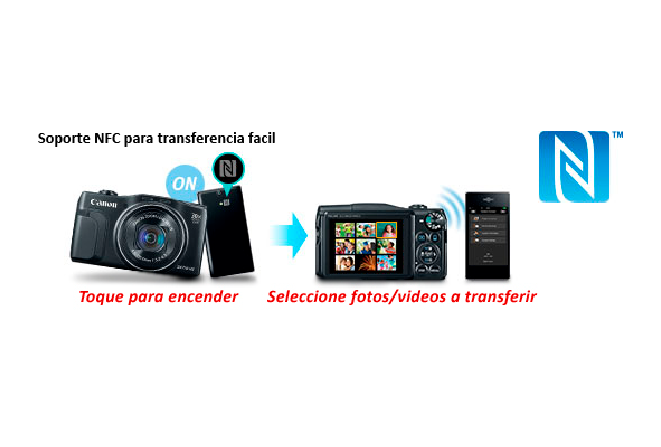 Soporte NFC para transferencia facil
ON
Canon
Toque para encender
Seleccione fotos/videos a transferir
TM